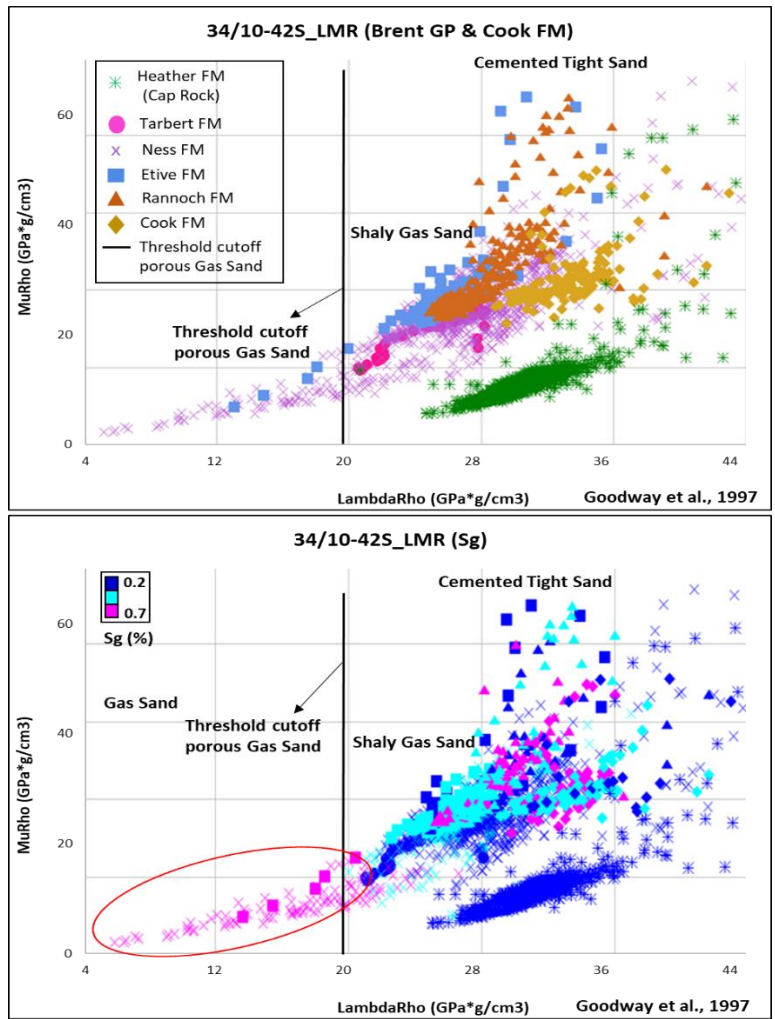 34/10-42S_LMR (Brent GP & Cook FM)
Cemented Tight Sand
Heather FM
(Cap Rock)
Tarbert FM
Ness FM
Etive FM
Rannoch FM
Cook FM
Threshold cutoff
porous Gas Sand
Shaly Gas Sand
Threshold cutoff
porous Gas Sand
MuRho (GPa*g/cm3)
60
40
20
0
4 12 20 28 36 44
LambdaRho (GPa*g/cm3)
Goodway et al., 1997
34/10-42S_LMR (Sg)
Cemented Tight Sand
0.2
0.7
Sg (%)
Gas Sand
Threshold cutoff
porous Gas Sand
Shaly Gas Sand
MuRho (GPa*g/cm3)
60
40
20
0
4 12 20 28 36 44
LambdaRho (GPa*g/cm3)
Goodway et al., 1997